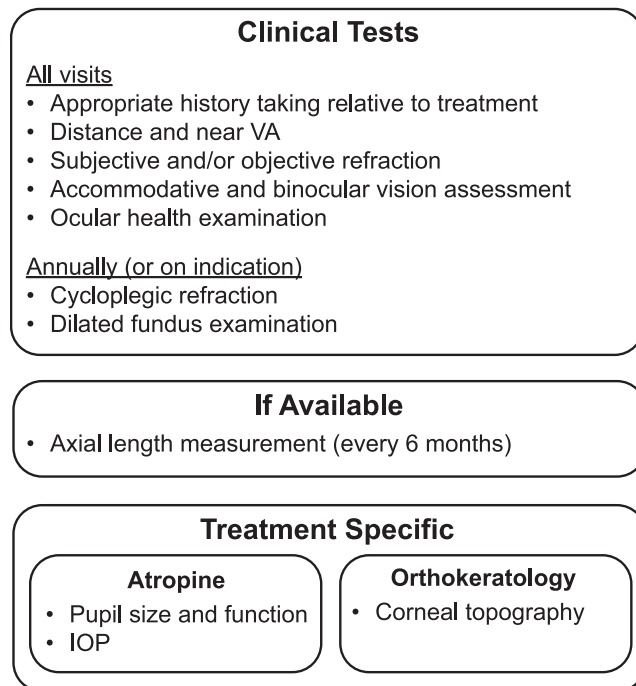 Clinical Tests
All visits
• Appropriate history taking relative to treatment
• Distance and near VA
• Subjective and/or objective refraction
• Accommodative and binocular vision assessment
• Ocular health examination
Annually (or on indication)
• Cycloplegic refraction
• Dilated fundus examination
If Available
• Axial length measurement (every 6 months)
Treatment Specific
Atropine
• Pupil size and function
• IOP
Orthokeratology
• Corneal topography